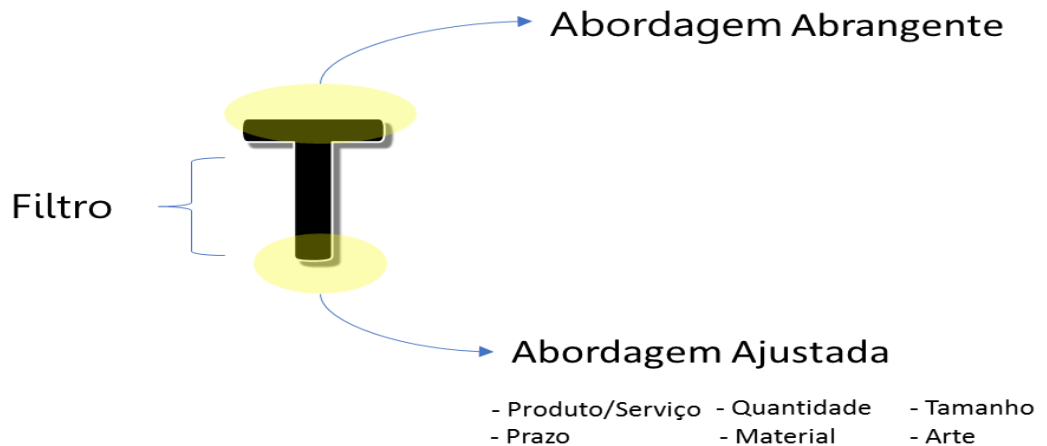 Abordagem Abrangente
T
Filtro
Abordagem Ajustada
- Produto/Serviço - Quantidade - Tamanho
- Prazo - Material - Arte